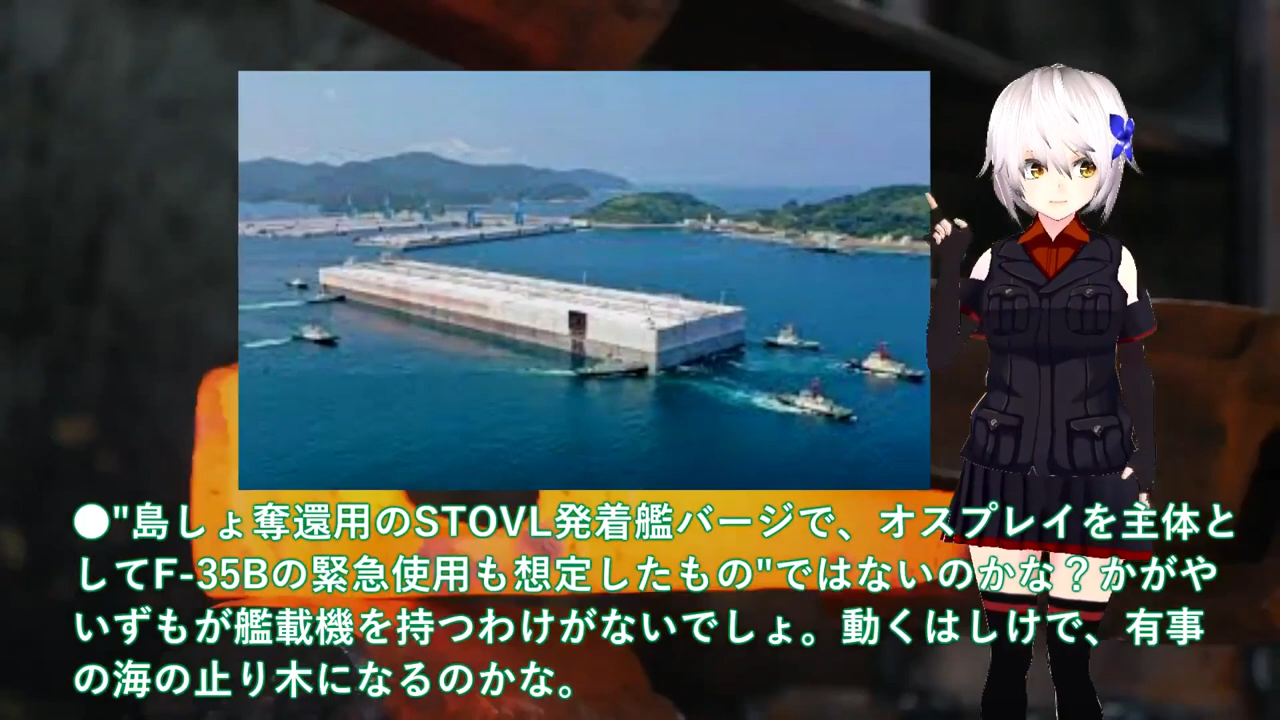 ●"島しょ奪還用のSTOVL発着艦バージで、オスプレイを主体と
してF-35Bの緊急使用も想定したもの"ではないのかな？かがや
いずもが艦載機を持つわけがないでしょ。動くはしけで、有事
の海の止り木になるのかな。